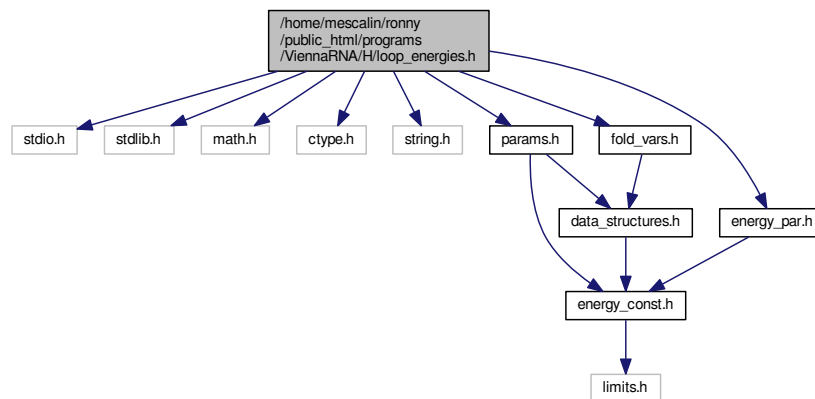 /home/mescalin/ronny
/public_html/programs
/ViennaRNA/H/loop_energies.h
stdio.h
stdlib.h
math.h
ctype.h
string.h
params.h
fold_vars.h
data_structures.h
energy_par.h
energy_const.h
limits.h